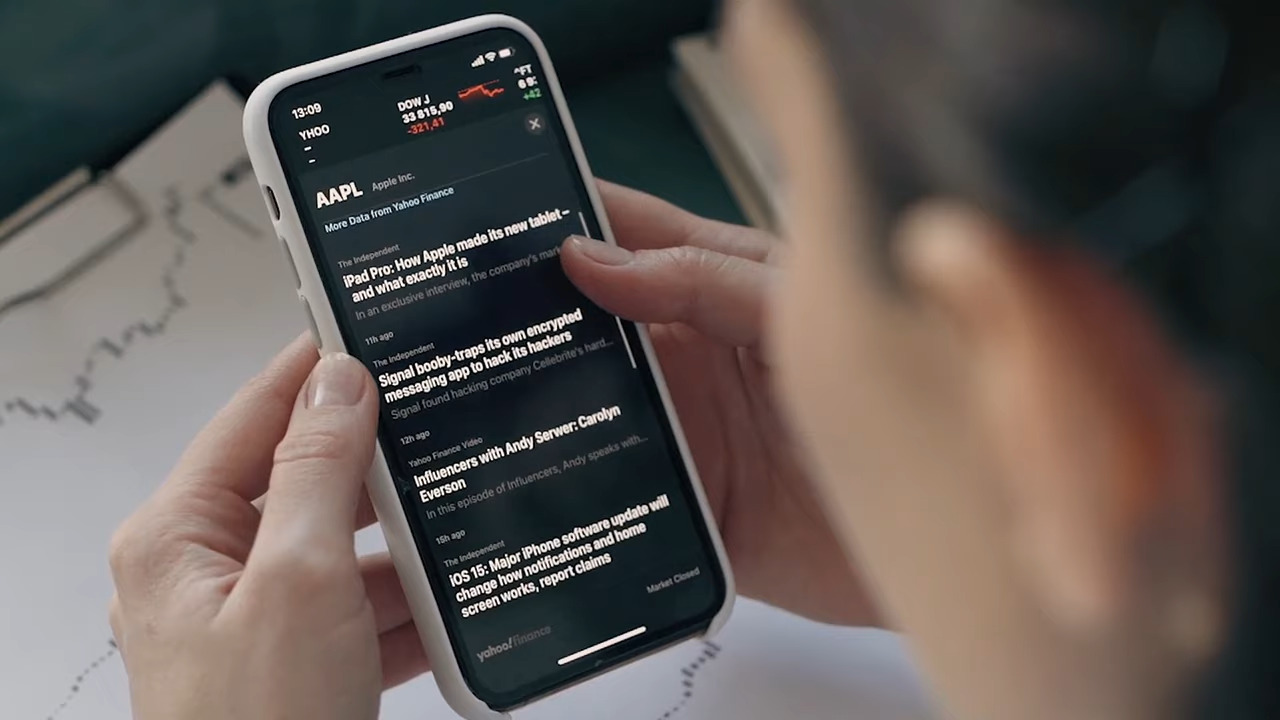 13:09
YHOO
–
–
DOW J
33 815,90
-321,41
^FT
+42
AAPL Apple Inc.
More Data from Yahoo Finance
The Independent
iPad Pro: How Apple made its new tablet –
and what exactly it is
In an exclusive interview, the company's mark
11h ago
The Independent
Signal booby-traps its own encrypted
messaging app to hack its hackers
Signal found hacking company Cellebrite's hard...
12h ago
Yahoo Finance Video
Influencers with Andy Serwer: Carolyn
Everson
In this episode of Influencers, Andy speaks with...
15h ago
The Independent
iOS 15: Major iPhone software update will
change how notifications and home
screen works, report claims
Market Closed
yahoo!finance